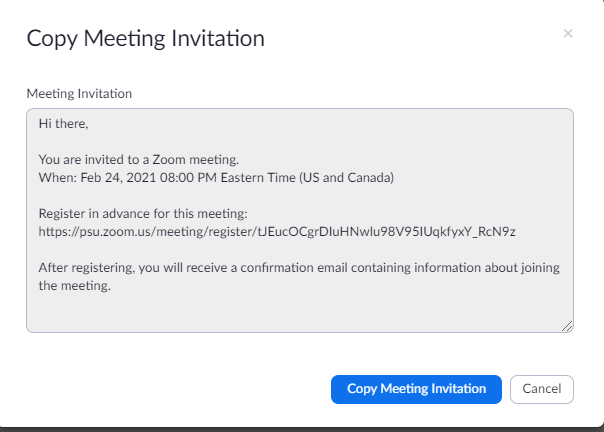 Copy Meeting Invitation
×
Meeting Invitation
Hi there,
You are invited to a Zoom meeting.
When: Feb 24, 2021 08:00 PM Eastern Time (US and Canada)
Register in advance for this meeting:
https://psu.zoom.us/meeting/register/tJEucOCgrDIuHNwlu98V95IUqkfyxY_RcN9z
After registering, you will receive a confirmation email containing information about joining
the meeting.
Copy Meeting Invitation
Cancel